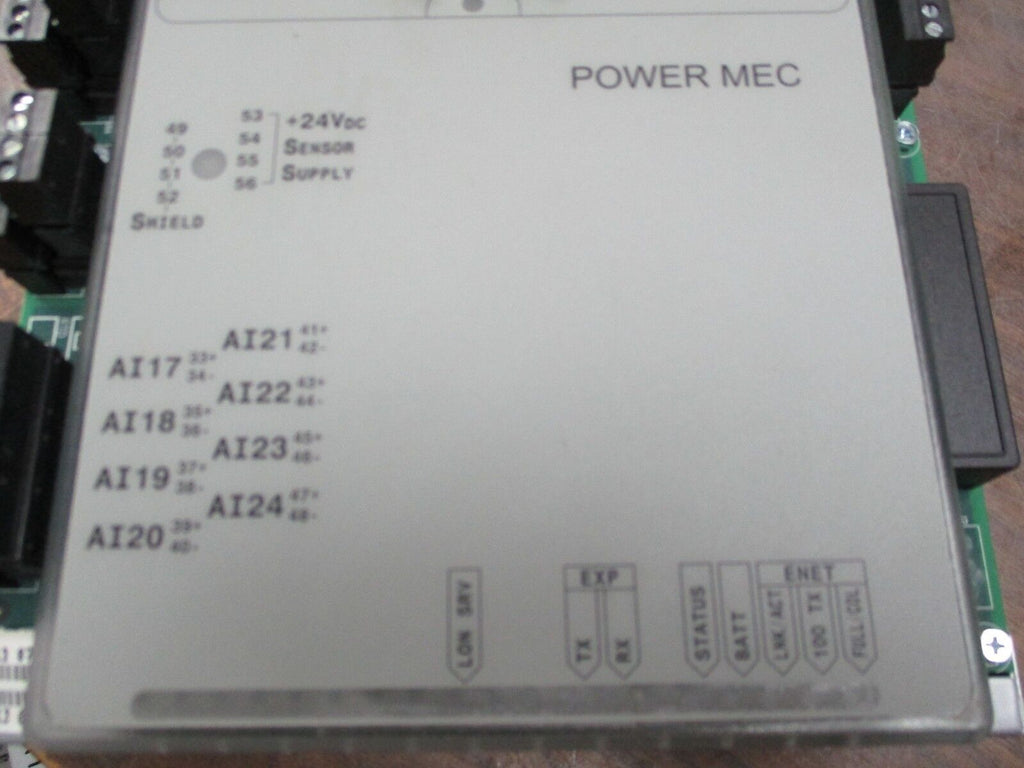 POWER MEC
53 +24VDC
49 54 SENSOR
50 55 SUPPLY
51 56
52
SHIELD
AI21 41+
42-
AI17 33+
34-
AI22 43+
44-
AI18 35+
36-
AI23 45+
46-
AI19 37+
38-
AI24 47+
48-
AI20 39+
40-
LON SRV
EXP
TX
RX
STATUS
BATT
ENET
LNK/ACT
100 TX
FULL/COL